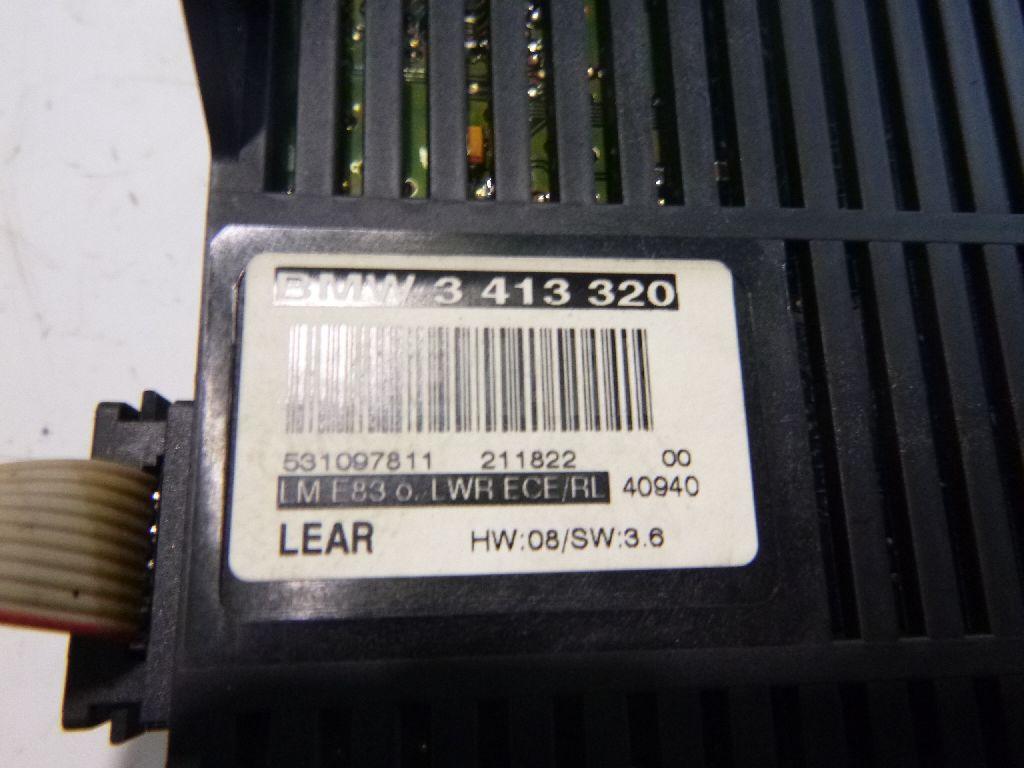 BMW 3 413 320
531097811 211822 00
LM E83 o. LWR ECE/RL 40940
LEAR HW:08/SW:3.6